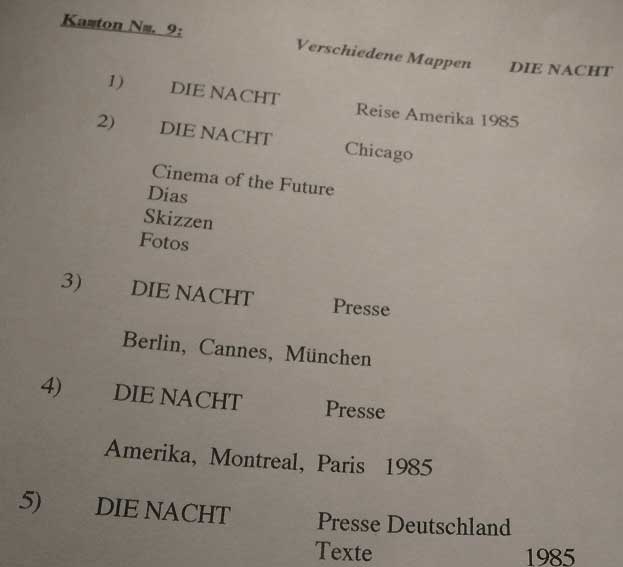 Kamton Nm. 9:
Verschiedene Mappen DIE NACHT
1) DIE NACHT Reise Amerika 1985
2) DIE NACHT Chicago
Cinema of the Future
Dias
Skizzen
Fotos
3) DIE NACHT Presse
Berlin, Cannes, München
4) DIE NACHT Presse
Amerika, Montreal, Paris 1985
5) DIE NACHT Presse Deutschland
Texte 1985